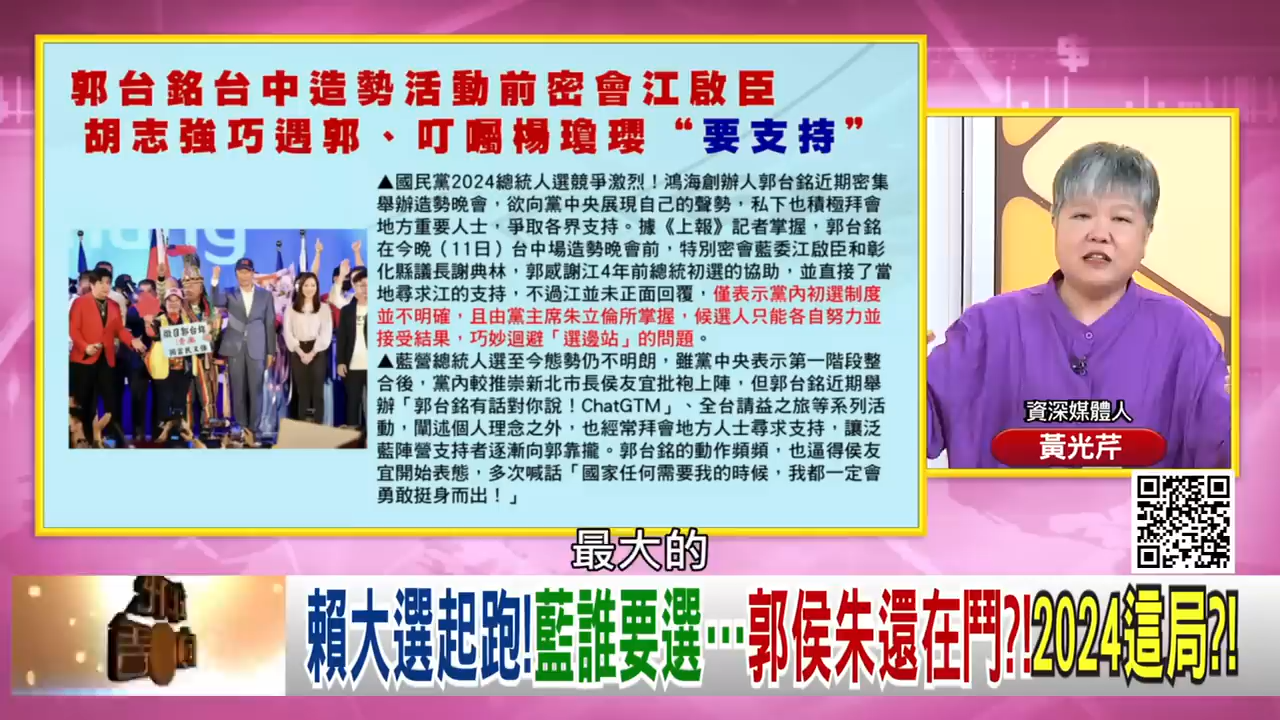 郭台銘台中造勢活動前密會江啟臣
胡志強巧遇郭、叮囑楊瓊瓔“要支持”
▲國民黨2024總統人選競爭激烈！鴻海創辦人郭台銘近期密集
舉辦造勢晚會，欲向黨中央展現自己的聲勢，私下也積極拜會
地方重要人士，爭取各界支持。據《上報》記者掌握，郭台銘
在今晚（11日）台中場造勢晚會前，特別密會藍委江啟臣和彰
化縣議長謝典林，郭感謝江4年前總統初選的協助，並直接了當
地尋求江的支持，不過江並未正面回覆，僅表示黨內初選制度
並不明確，且由黨主席朱立倫所掌握，候選人只能各自努力並
接受結果，巧妙迴避「選邊站」的問題。
▲藍營總統人選至今態勢仍不明朗，雖黨中央表示第一階段整
合後，黨內較推崇新北市長侯友宜批袍上陣，但郭台銘近期舉
辦「郭台銘有話對你說！ChatGTM」、全台請益之旅等系列活
動，闡述個人理念之外，也經常拜會地方人士尋求支持，讓泛
藍陣營支持者逐漸向郭靠攏。郭台銘的動作頻頻，也逼得侯友
宜開始表態，多次喊話「國家任何需要我的時候，我都一定會
勇敢挺身而出！」
資深媒體人
黃光芹
最大的
賴大選起跑!藍誰要選…郭侯朱還在鬥?!2024這局?!